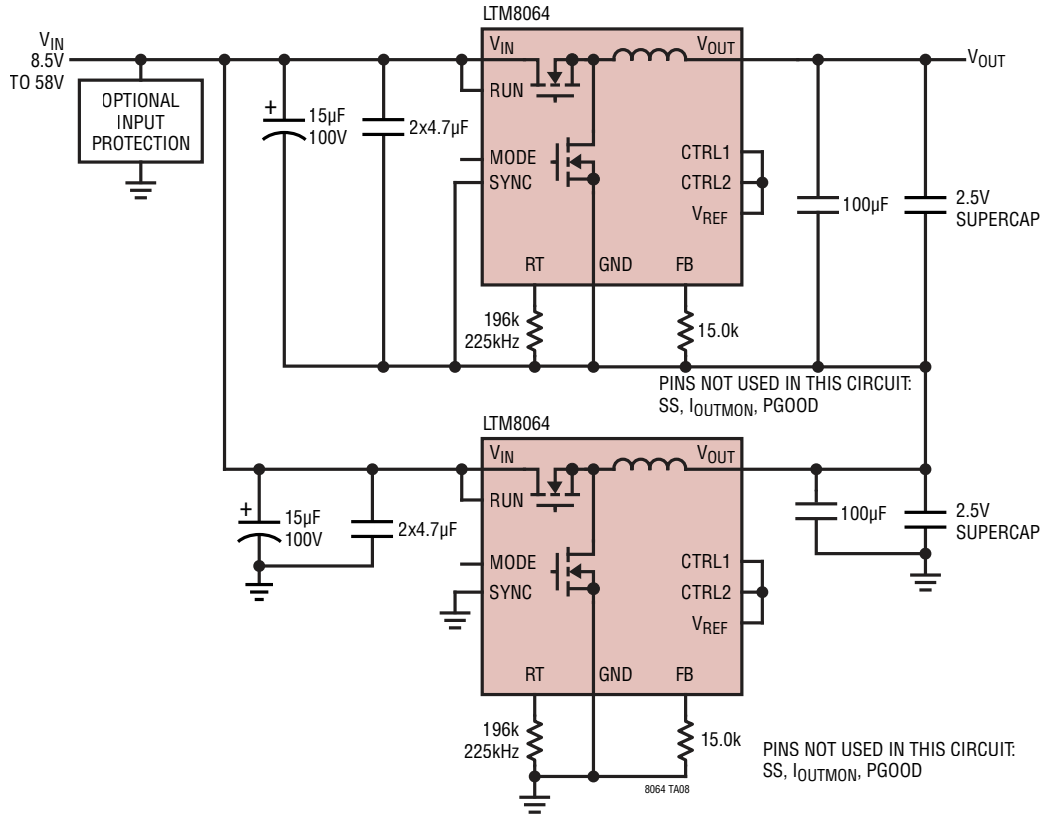 LTM8064
VIN
8.5V
TO 58V
OPTIONAL
INPUT
PROTECTION
+
15µF
100V
2x4.7µF
VIN
RUN
MODE
SYNC
VOUT
CTRL1
CTRL2
VREF
RT
GND
FB
VOUT
100µF
2.5V
SUPERCAP
196k
225kHz
15.0k
PINS NOT USED IN THIS CIRCUIT:
SS, IOUTMON, PGOOD
LTM8064
+
15µF
100V
2x4.7µF
VIN
RUN
MODE
SYNC
VOUT
CTRL1
CTRL2
VREF
RT
GND
FB
100µF
2.5V
SUPERCAP
196k
225kHz
15.0k
PINS NOT USED IN THIS CIRCUIT:
SS, IOUTMON, PGOOD
8064 TA08